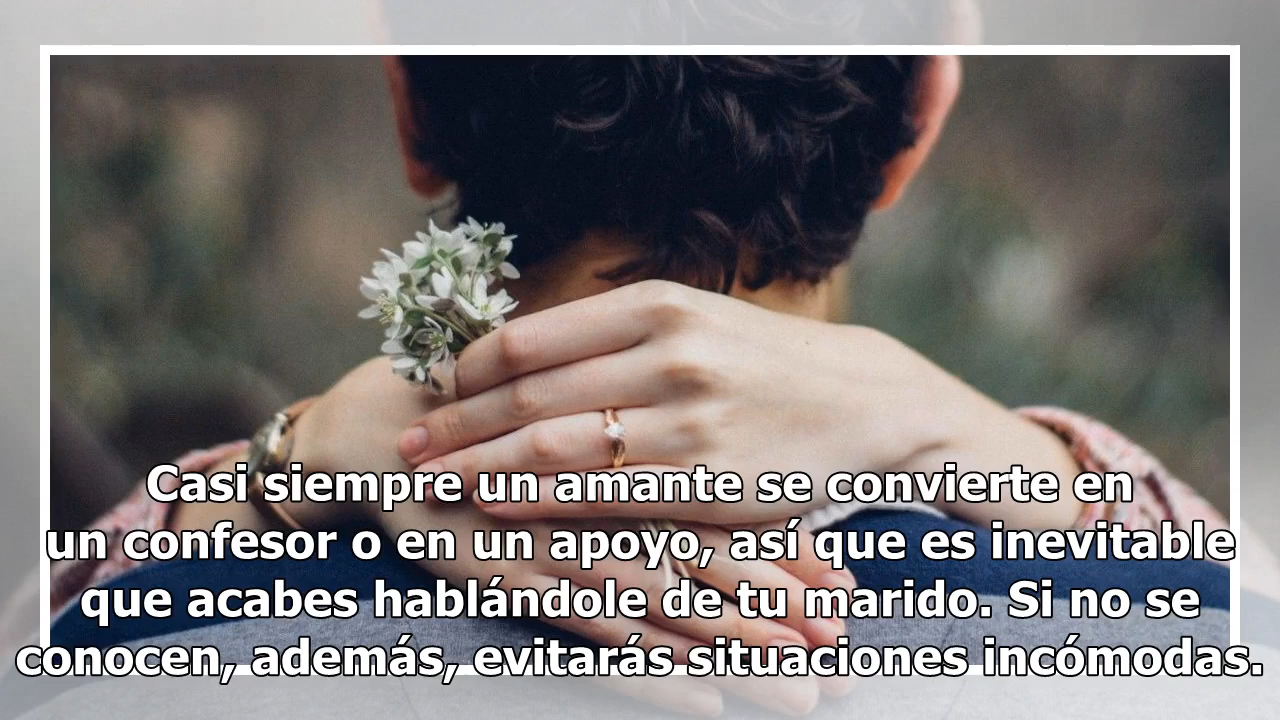 Casi siempre un amante se convierte en
un confesor o en un apoyo, así que es inevitable
que acabes hablándole de tu marido. Si no se
conocen, además, evitarás situaciones incómodas.